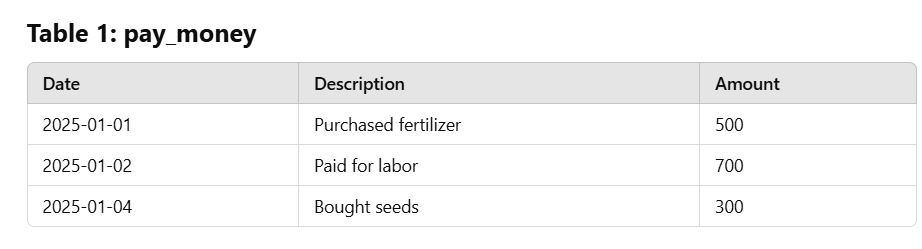 Table 1: pay_money
Date Description Amount
2025-01-01 Purchased fertilizer 500
2025-01-02 Paid for labor 700
2025-01-04 Bought seeds 300